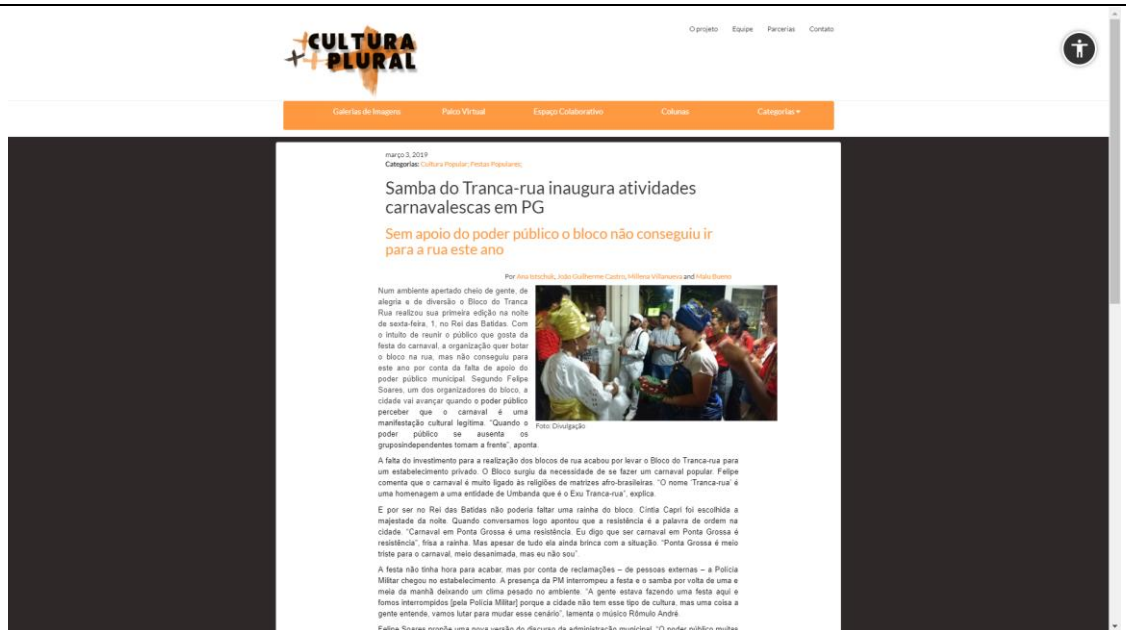 +CULTURA
+PLURAL
O projeto Equipe Parcerias Contato
Galerias de Imagens Palco Virtual Espaço Colaborativo Colunas Categorias
março 3, 2019
Categorias: Cultura Popular; Festas Populares;
Samba do Tranca-rua inaugura atividades
carnavalescas em PG
Sem apoio do poder público o bloco não conseguiu ir
para a rua este ano
Por Ana Istschuk, João Guilherme Castro, Millena Villanueva and Malu Bueno
Num ambiente apertado cheio de gente, de
alegria e de diversão o Bloco do Tranca
Rua realizou sua primeira edição na noite
de sexta-feira, 1, no Rei das Batidas. Com
o intuito de reunir o público que gosta da
festa do carnaval, a organização quer botar
o bloco na rua, mas não conseguiu para
este ano por conta da falta de apoio do
poder público municipal. Segundo Felipe
Soares, um dos organizadores do bloco, a
cidade vai avançar quando o poder público
perceber que o carnaval é uma
manifestação cultural legítima. "Quando o
poder público se ausenta os
gruposindependentes tomam a frente", aponta.
Foto: Divulgação
A falta do investimento para a realização dos blocos de rua acabou por levar o Bloco do Tranca-rua para
um estabelecimento privado. O Bloco surgiu da necessidade de se fazer um carnaval popular. Felipe
comenta que o carnaval é muito ligado às religiões de matrizes afro-brasileiras. "O nome 'Tranca-rua' é
uma homenagem a uma entidade de Umbanda que é o Exu Tranca-rua", explica.
E por ser no Rei das Batidas não poderia faltar uma rainha do bloco. Cíntia Capri foi escolhida a
majestade da noite. Quando conversamos logo apontou que a resistência é a palavra de ordem na
cidade. "Carnaval em Ponta Grossa é uma resistência. Eu digo que ser carnaval em Ponta Grossa é
resistência", frisa a rainha. Mas apesar de tudo ela ainda brinca com a situação. "Ponta Grossa é meio
triste para o carnaval, meio desanimada, mas eu não sou".
A festa não tinha hora para acabar, mas por conta de reclamações – de pessoas externas – a Polícia
Militar chegou no estabelecimento. A presença da PM interrompeu a festa e o samba por volta de uma e
meia da manhã deixando um clima pesado no ambiente. "A gente estava fazendo uma festa aqui e
fomos interrompidos [pela Polícia Militar] porque a cidade não tem esse tipo de cultura, mas uma coisa a
gente entende, vamos lutar para mudar esse cenário", lamenta o músico Rômulo André.
Felipe Soares propõe uma nova versão do discurso da administração municipal. "O poder público muitas